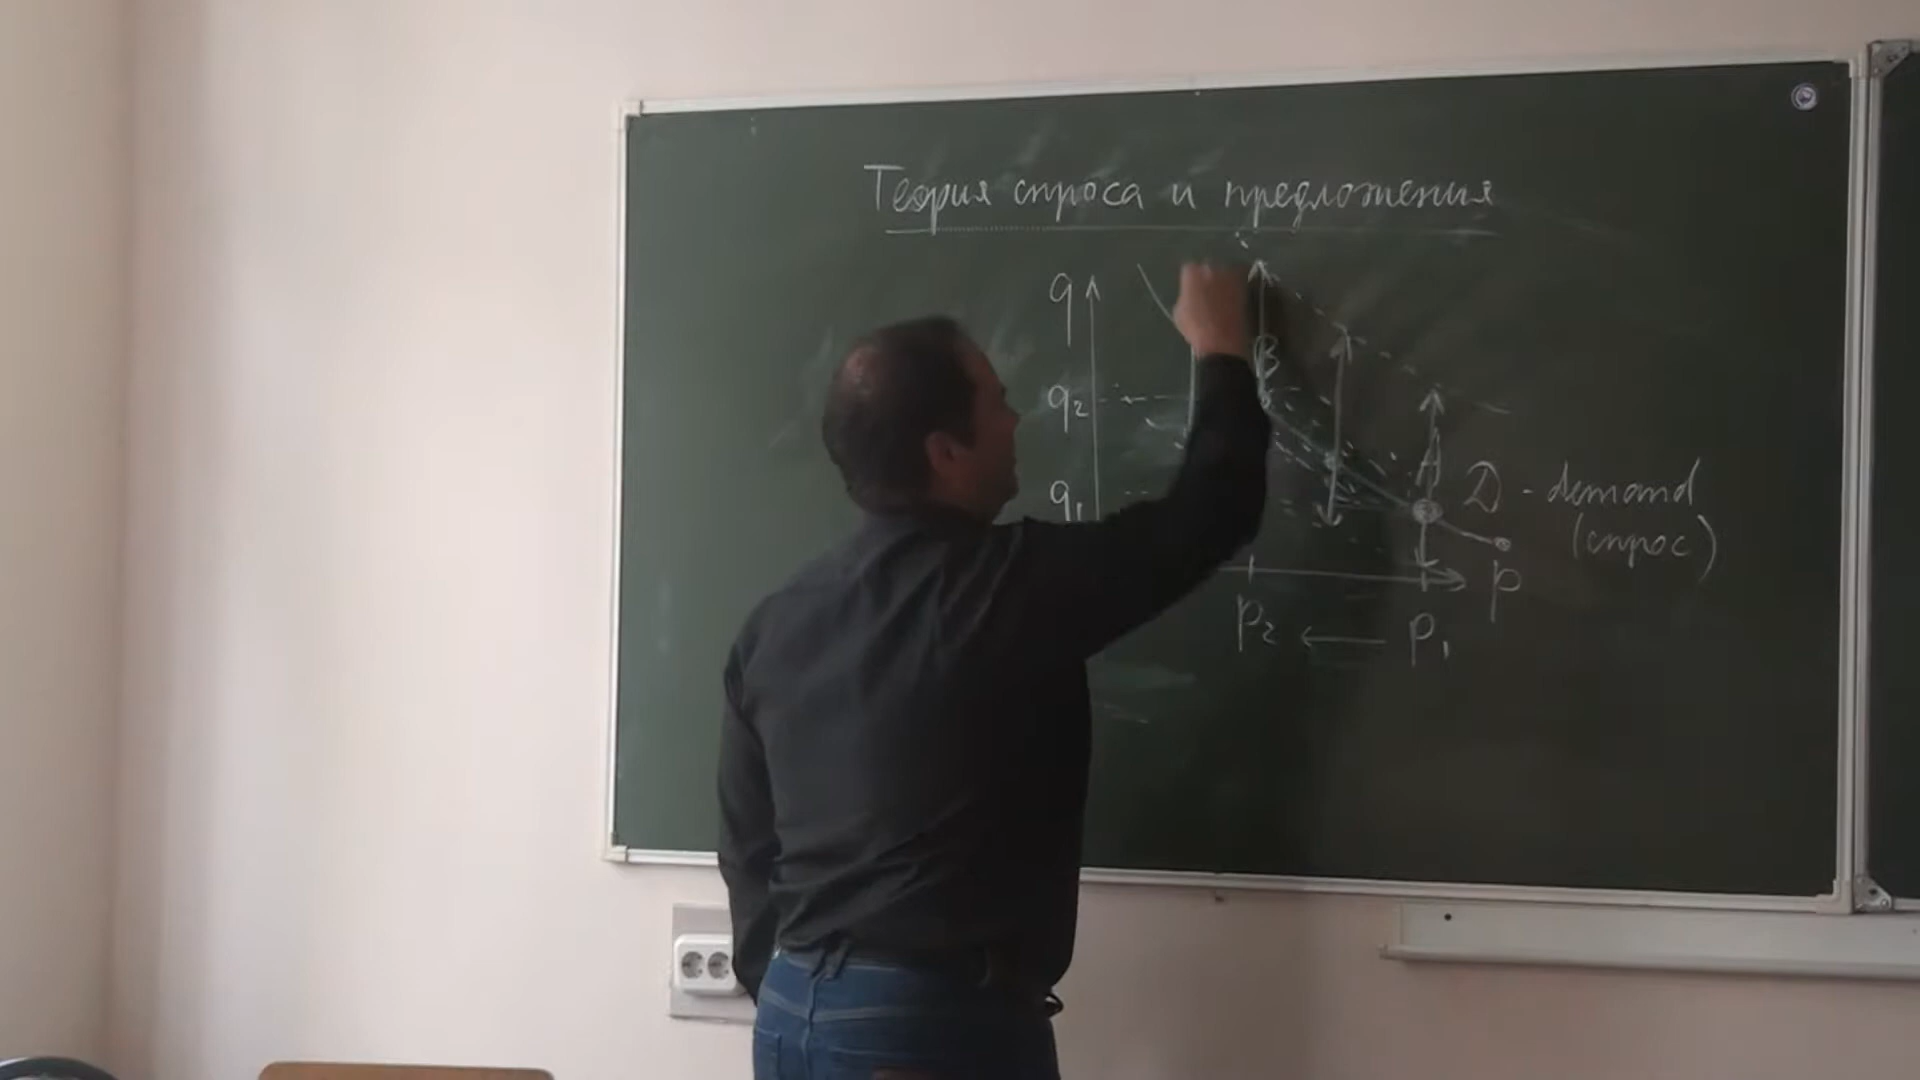 Теория спроса и предложения
q
B
q₂
A
D - demand
q₁
(спрос)
p
p₂ ← p₁